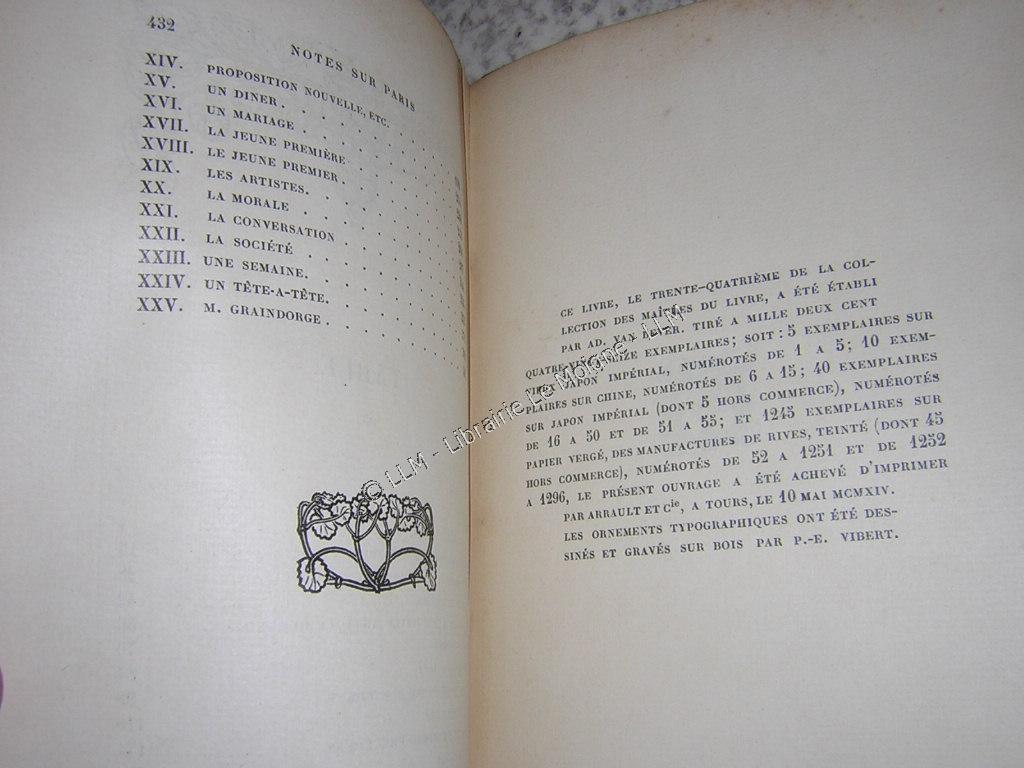 432
NOTES SUR PARIS
XIV. PROPOSITION NOUVELLE, ETC. . .
XV. UN DINER . . . . . . .
XVI. UN MARIAGE . . . . . . .
XVII. LA JEUNE PREMIÈRE . . . . .
XVIII. LE JEUNE PREMIER . . . . . .
XIX. LES ARTISTES. . . . . . .
XX. LA MORALE . . . . . . .
XXI. LA CONVERSATION . . . . . .
XXII. LA SOCIÉTÉ . . . . . . .
XXIII. UNE SEMAINE. . . . . . .
XXIV. UN TÊTE-A-TÊTE. . . . . .
XXV. M. GRAINDORGE . . . . . .
CE LIVRE, LE TRENTE-QUATRIÈME DE LA COL-
LECTION DES MAÎTRES DU LIVRE, A ÉTÉ ÉTABLI
PAR AD. VAN BEVER. TIRÉ A MILLE DEUX CENT
QUATRE-VINGT-SEIZE EXEMPLAIRES; SOIT : 5 EXEMPLAIRES SUR
VIEUX JAPON IMPÉRIAL, NUMÉROTÉS DE 1 A 5; 10 EXEM-
PLAIRES SUR CHINE, NUMÉROTÉS DE 6 A 15; 40 EXEMPLAIRES
SUR JAPON IMPÉRIAL (DONT 5 HORS COMMERCE), NUMÉROTÉS
DE 16 A 50 ET DE 51 A 55; ET 1245 EXEMPLAIRES SUR
PAPIER VERGÉ, DES MANUFACTURES DE RIVES, TEINTÉ (DONT 45
HORS COMMERCE), NUMÉROTÉS DE 52 A 1251 ET DE 1252
A 1296, LE PRÉSENT OUVRAGE A ÉTÉ ACHEVÉ D'IMPRIMER
PAR ARRAULT ET Cie, A TOURS, LE 10 MAI MCMXIV.
LES ORNEMENTS TYPOGRAPHIQUES ONT ÉTÉ DES-
SINÉS ET GRAVÉS SUR BOIS PAR P.-E. VIBERT.
© LLM - Librairie Le Moigne - LLM